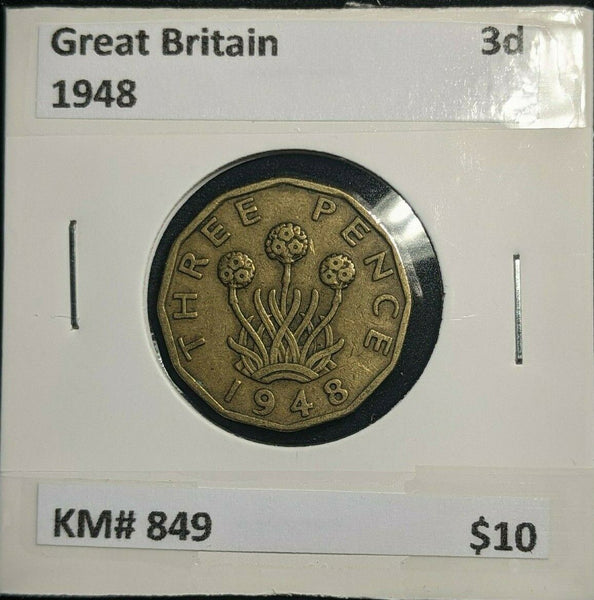 Great Britain 3d
1948
THREE PENCE
1948
KM# 849 $10